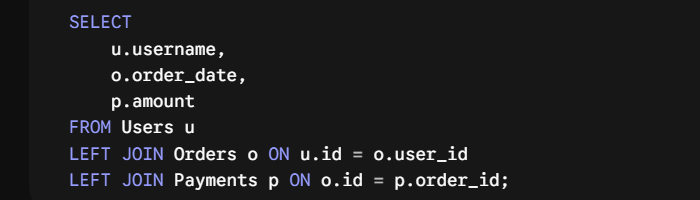 SELECT
    u.username,
    o.order_date,
    p.amount
FROM Users u
LEFT JOIN Orders o ON u.id = o.user_id
LEFT JOIN Payments p ON o.id = p.order_id;